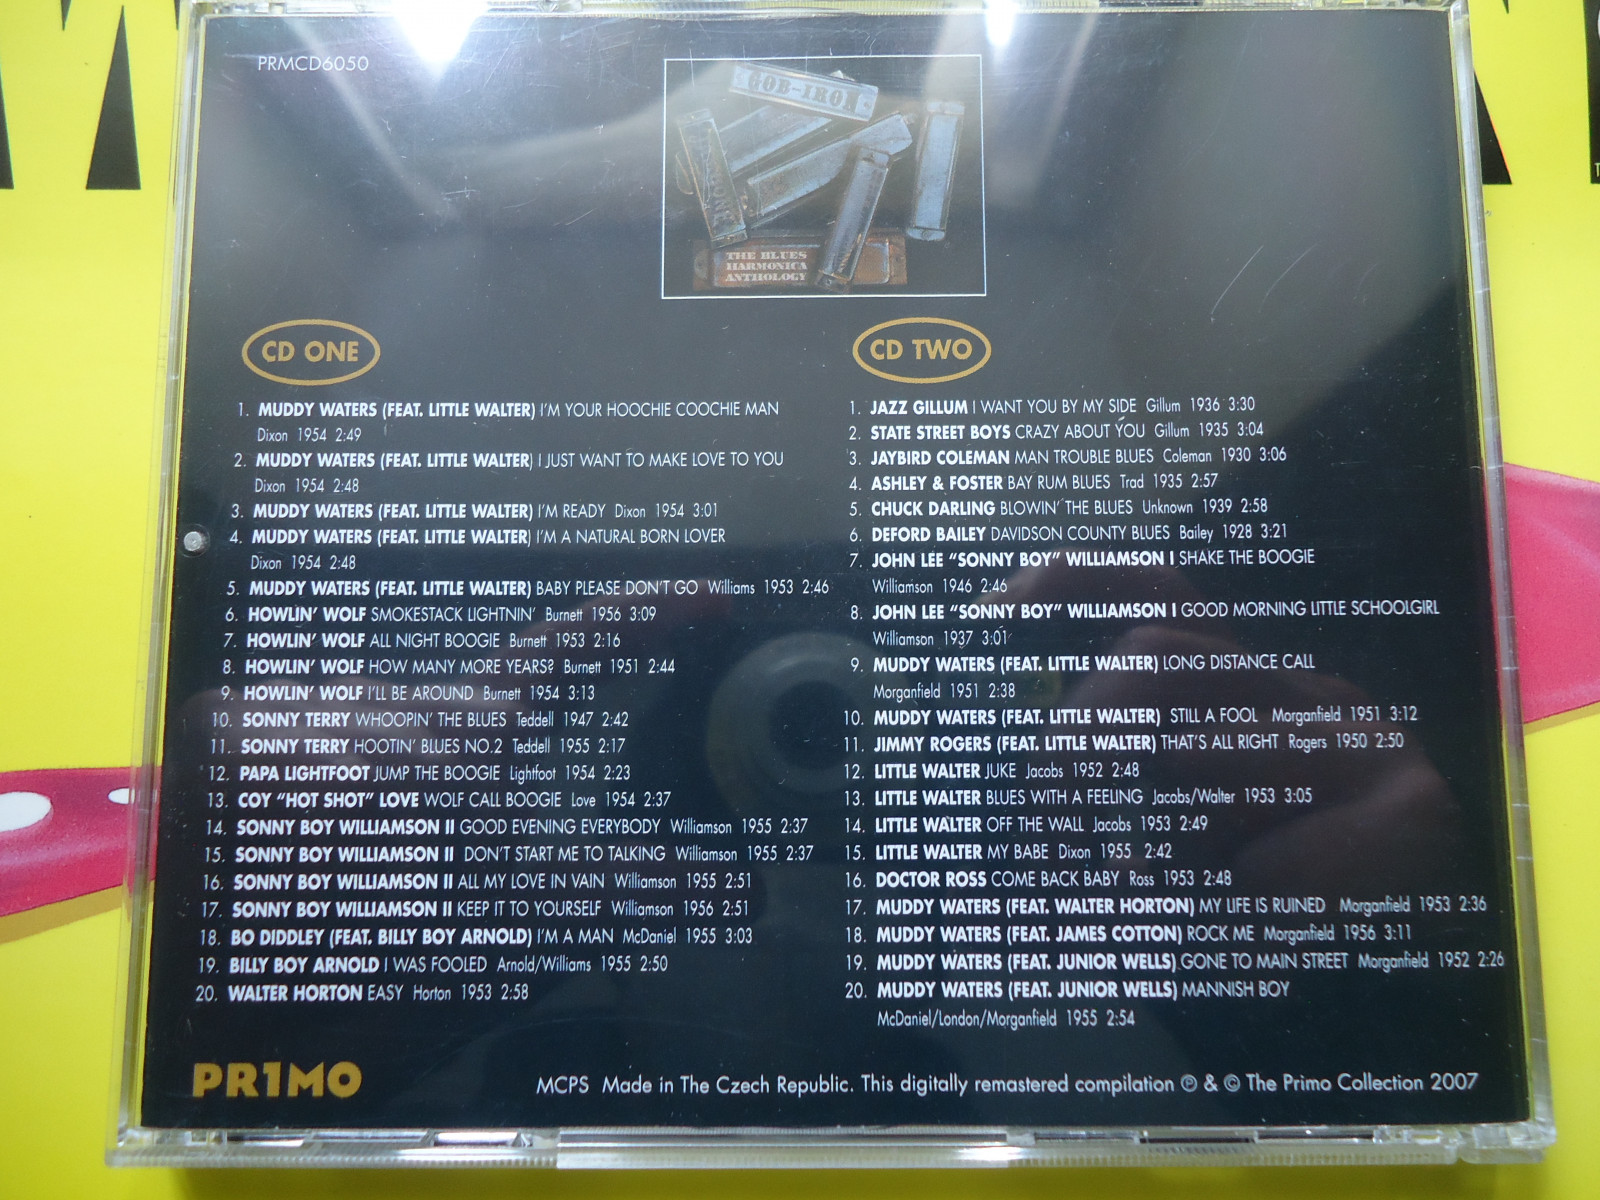 PRMCD6050
GOB-IRON
THE BLUES
HARMONICA
ANTHOLOGY
CD ONE
1. MUDDY WATERS (FEAT. LITTLE WALTER) I'M YOUR HOOCHIE COOCHIE MAN
Dixon 1954 2:49
2. MUDDY WATERS (FEAT. LITTLE WALTER) I JUST WANT TO MAKE LOVE TO YOU
Dixon 1954 2:48
3. MUDDY WATERS (FEAT. LITTLE WALTER) I'M READY Dixon 1954 3:01
4. MUDDY WATERS (FEAT. LITTLE WALTER) I'M A NATURAL BORN LOVER
Dixon 1954 2:48
5. MUDDY WATERS (FEAT. LITTLE WALTER) BABY PLEASE DON'T GO Williams 1953 2:46
6. HOWLIN' WOLF SMOKESTACK LIGHTNIN' Burnett 1956 3:09
7. HOWLIN' WOLF ALL NIGHT BOOGIE Burnett 1953 2:16
8. HOWLIN' WOLF HOW MANY MORE YEARS? Burnett 1951 2:44
9. HOWLIN' WOLF I'LL BE AROUND Burnett 1954 3:13
10. SONNY TERRY WHOOPIN' THE BLUES Teddell 1947 2:42
11. SONNY TERRY HOOTIN' BLUES NO.2 Teddell 1955 2:17
12. PAPA LIGHTFOOT JUMP THE BOOGIE Lightfoot 1954 2:23
13. COY "HOT SHOT" LOVE WOLF CALL BOOGIE Love 1954 2:37
14. SONNY BOY WILLIAMSON II GOOD EVENING EVERYBODY Williamson 1955 2:37
15. SONNY BOY WILLIAMSON II DON'T START ME TO TALKING Williamson 1955 2:37
16. SONNY BOY WILLIAMSON II ALL MY LOVE IN VAIN Williamson 1955 2:51
17. SONNY BOY WILLIAMSON II KEEP IT TO YOURSELF Williamson 1956 2:51
18. BO DIDDLEY (FEAT. BILLY BOY ARNOLD) I'M A MAN McDaniel 1955 3:03
19. BILLY BOY ARNOLD I WAS FOOLED Arnold/Williams 1955 2:50
20. WALTER HORTON EASY Horton 1953 2:58
CD TWO
1. JAZZ GILLUM I WANT YOU BY MY SIDE Gillum 1936 3:30
2. STATE STREET BOYS CRAZY ABOUT YOU Gillum 1935 3:04
3. JAYBIRD COLEMAN MAN TROUBLE BLUES Coleman 1930 3:06
4. ASHLEY & FOSTER BAY RUM BLUES Trad 1935 2:57
5. CHUCK DARLING BLOWIN' THE BLUES Unknown 1939 2:58
6. DEFORD BAILEY DAVIDSON COUNTY BLUES Bailey 1928 3:21
7. JOHN LEE "SONNY BOY" WILLIAMSON I SHAKE THE BOOGIE
Williamson 1946 2:46
8. JOHN LEE "SONNY BOY" WILLIAMSON I GOOD MORNING LITTLE SCHOOLGIRL
Williamson 1937 3:01
9. MUDDY WATERS (FEAT. LITTLE WALTER) LONG DISTANCE CALL
Morganfield 1951 2:38
10. MUDDY WATERS (FEAT. LITTLE WALTER) STILL A FOOL Morganfield 1951 3:12
11. JIMMY ROGERS (FEAT. LITTLE WALTER) THAT'S ALL RIGHT Rogers 1950 2:50
12. LITTLE WALTER JUKE Jacobs 1952 2:48
13. LITTLE WALTER BLUES WITH A FEELING Jacobs/Walter 1953 3:05
14. LITTLE WALTER OFF THE WALL Jacobs 1953 2:49
15. LITTLE WALTER MY BABE Dixon 1955 2:42
16. DOCTOR ROSS COME BACK BABY Ross 1953 2:48
17. MUDDY WATERS (FEAT. WALTER HORTON) MY LIFE IS RUINED Morganfield 1953 2:36
18. MUDDY WATERS (FEAT. JAMES COTTON) ROCK ME Morganfield 1956 3:11
19. MUDDY WATERS (FEAT. JUNIOR WELLS) GONE TO MAIN STREET Morganfield 1952 2:26
20. MUDDY WATERS (FEAT. JUNIOR WELLS) MANNISH BOY
McDaniel/London/Morganfield 1955 2:54
PR1MO
MCPS Made in The Czech Republic. This digitally remastered compilation ℗ & © The Primo Collection 2007